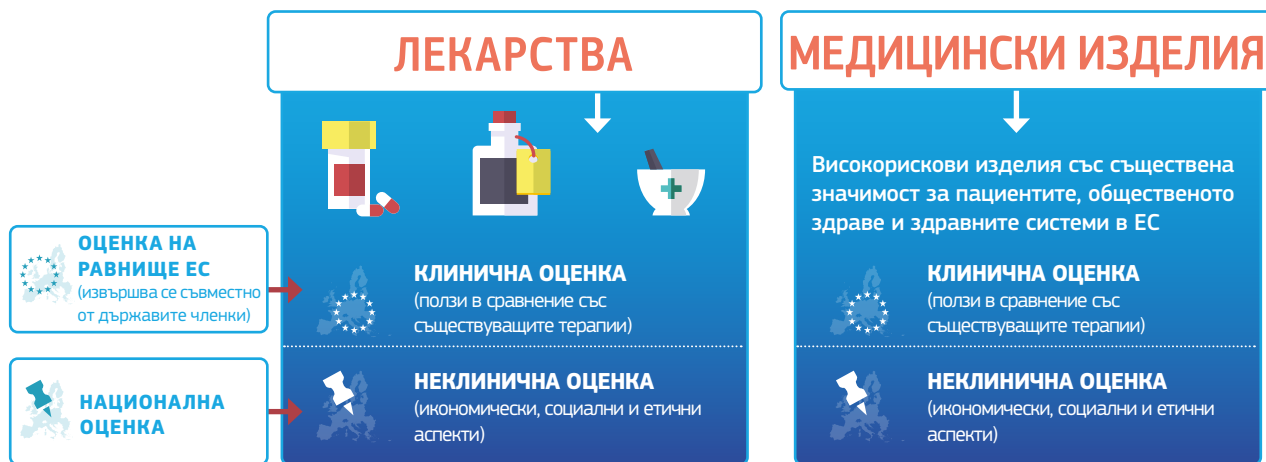 ЛЕКАРСТВА
МЕДИЦИНСКИ ИЗДЕЛИЯ
Високорискови изделия със съществена
значимост за пациентите, общественото
здраве и здравните системи в ЕС
ОЦЕНКА НА
РАВНИЩЕ ЕС
(извършва се съвместно
от държавите членки)
КЛИНИЧНА ОЦЕНКА
(ползи в сравнение със
съществуващите терапии)
КЛИНИЧНА ОЦЕНКА
(ползи в сравнение със
съществуващите терапии)
НАЦИОНАЛНА
ОЦЕНКА
НЕКЛИНИЧНА ОЦЕНКА
(икономически, социални и етични
аспекти)
НЕКЛИНИЧНА ОЦЕНКА
(икономически, социални и етични
аспекти)